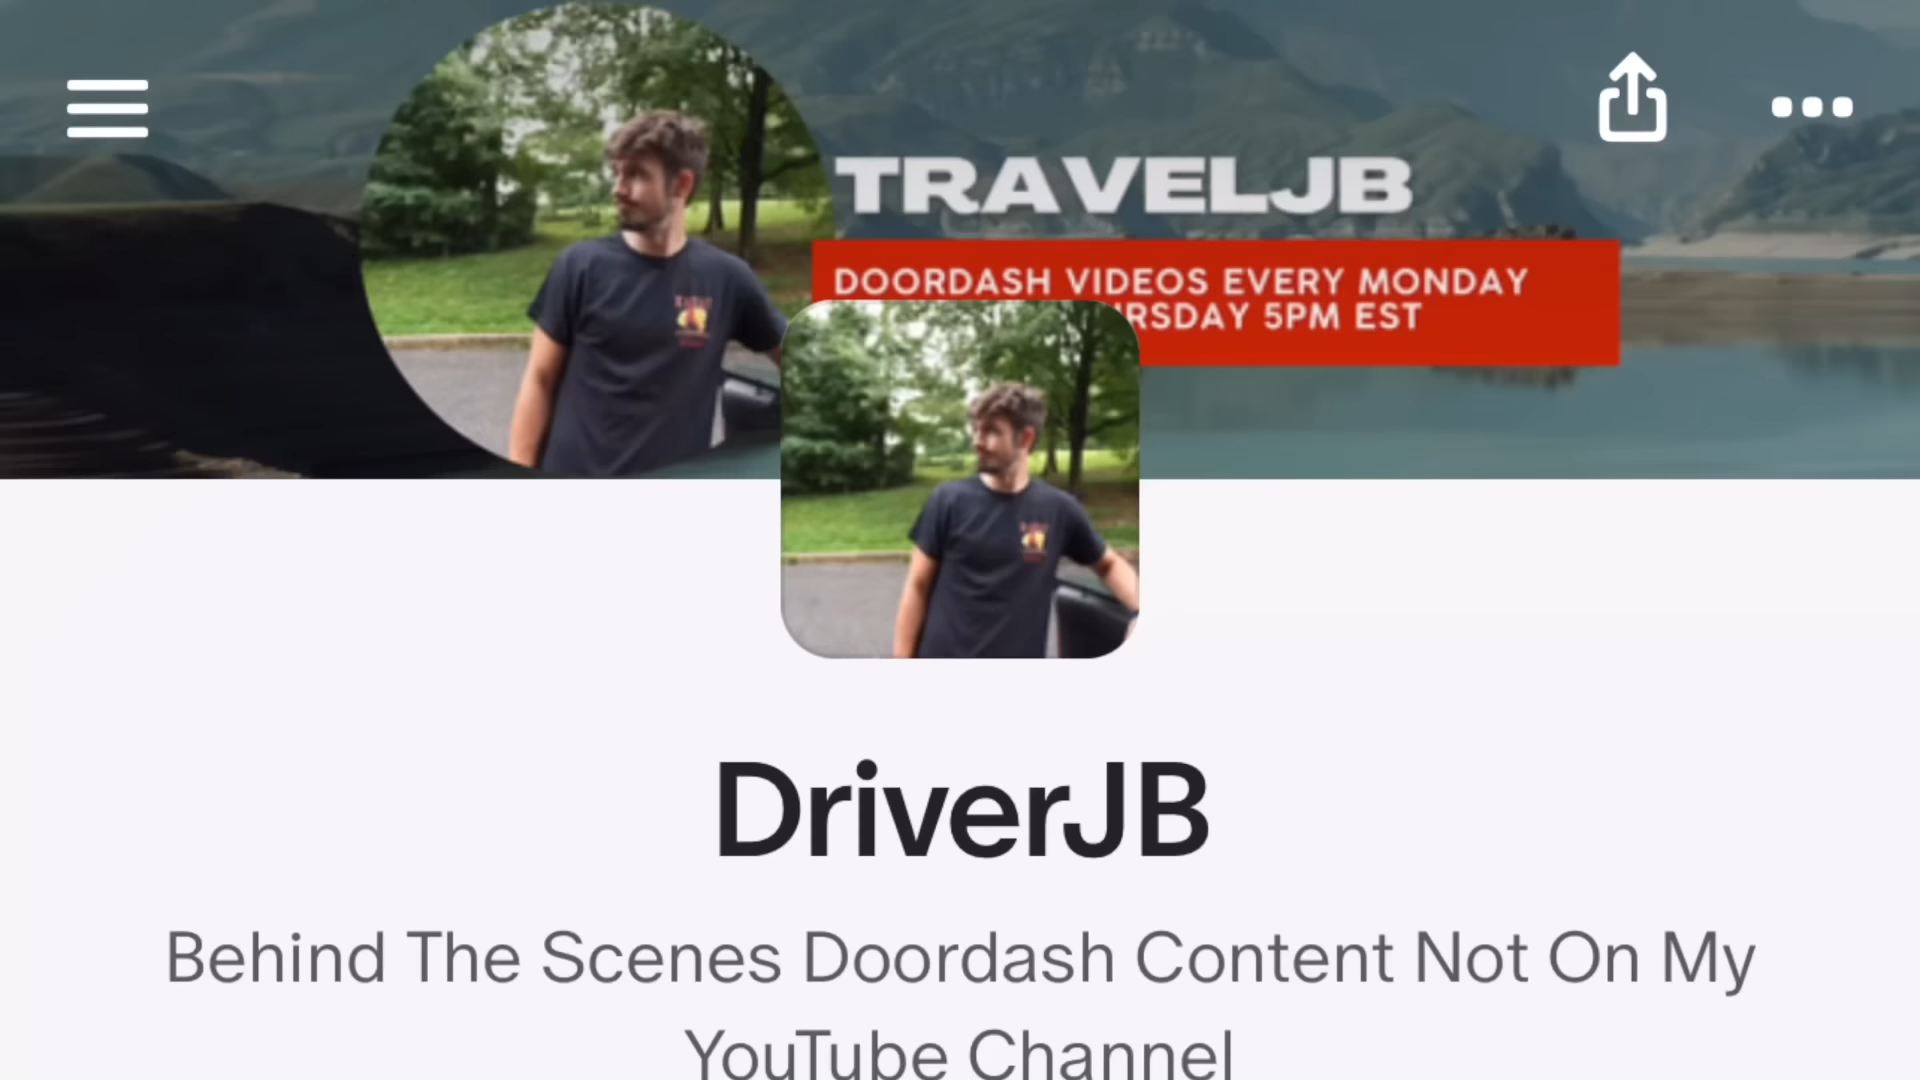 TRAVELJB
DOORDASH VIDEOS EVERY MONDAY
RSDAY 5PM EST
DriverJB
Behind The Scenes Doordash Content Not On My
YouTube Channel